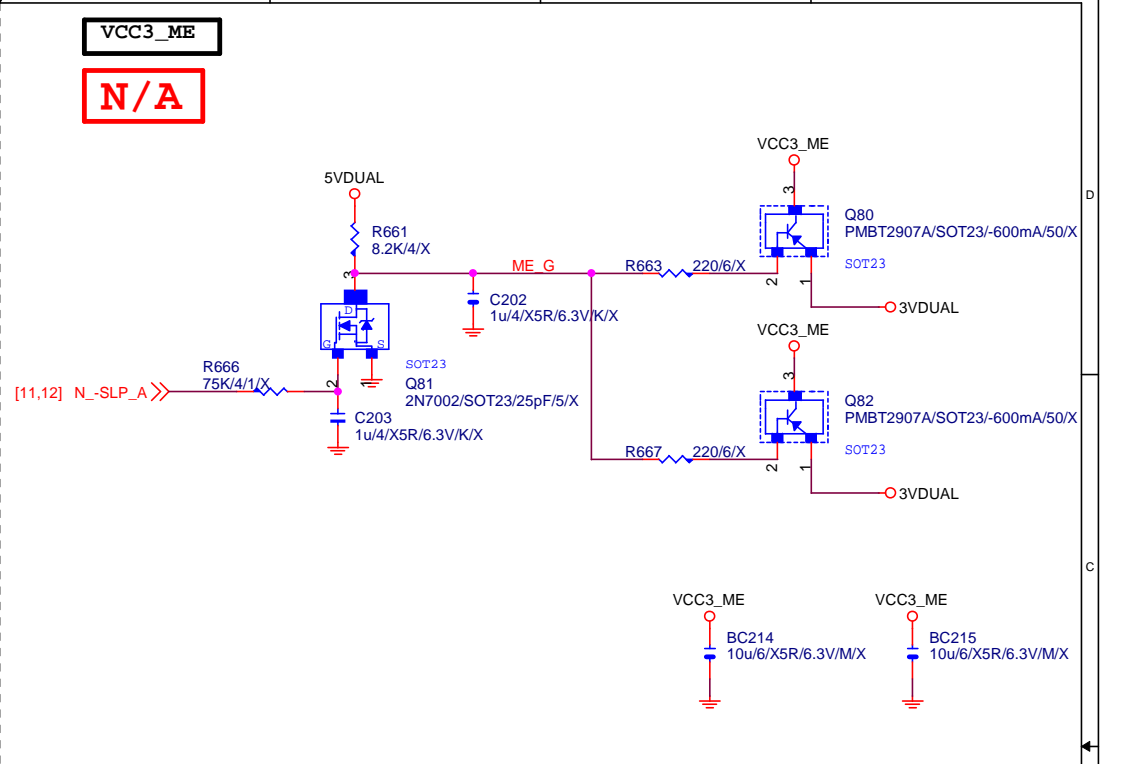 VCC3_ME
N/A
VCC3_ME
3
D
Q80
PMBT2907A/SOT23/-600mA/50/X
SOT23
5VDUAL
R661
8.2K/4/X
3
ME_G
R663
220/6/X
2
1
3VDUAL
C202
1u/4/X5R/6.3V/K/X
D
G
S
VCC3_ME
3
SOT23
Q81
2N7002/SOT23/25pF/5/X
R666
75K/4/1/X
[11,12] N_-SLP_A
2
1
C203
1u/4/X5R/6.3V/K/X
Q82
PMBT2907A/SOT23/-600mA/50/X
SOT23
R667
220/6/X
2
1
3VDUAL
C
VCC3_ME
BC214
10u/6/X5R/6.3V/M/X
VCC3_ME
BC215
10u/6/X5R/6.3V/M/X